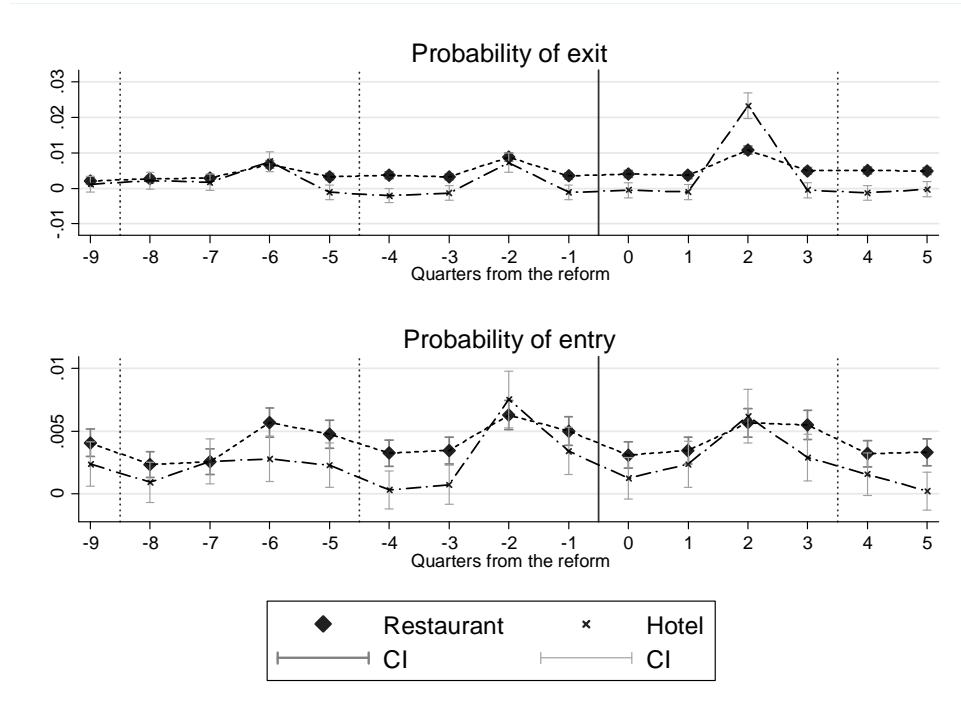 Probability of exit
.03
.02
.01
0
-.01
-9 -8 -7 -6 -5 -4 -3 -2 -1 0 1 2 3 4 5
Quarters from the reform
Probability of entry
.01
.005
0
-9 -8 -7 -6 -5 -4 -3 -2 -1 0 1 2 3 4 5
Quarters from the reform
Restaurant Hotel
CI CI